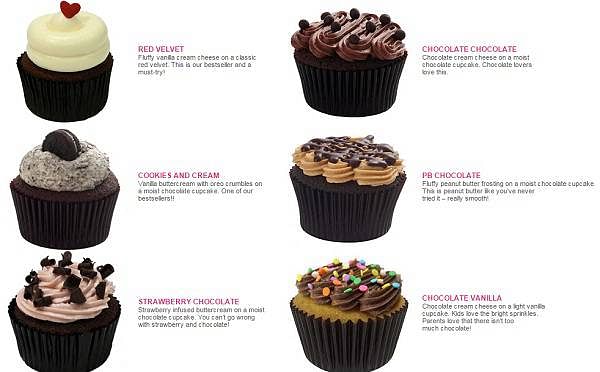 RED VELVET
Fluffy vanilla cream cheese on a classic
red velvet. This is our bestseller and a
must-try!
CHOCOLATE CHOCOLATE
Chocolate cream cheese on a moist
chocolate cupcake. Chocolate lovers
love this.
COOKIES AND CREAM
Vanilla buttercream with oreo crumbles on
a moist chocolate cupcake. One of our
bestsellers!!
PB CHOCOLATE
Fluffy peanut butter frosting on a moist chocolate cupcake.
This is peanut butter like you've never
tried it – really smooth!
STRAWBERRY CHOCOLATE
Strawberry infused buttercream on a moist
chocolate cupcake. You can't go wrong
with strawberry and chocolate!
CHOCOLATE VANILLA
Chocolate cream cheese on a light vanilla
cupcake. Kids love the bright sprinkles.
Parents love that there isn't too
much chocolate!